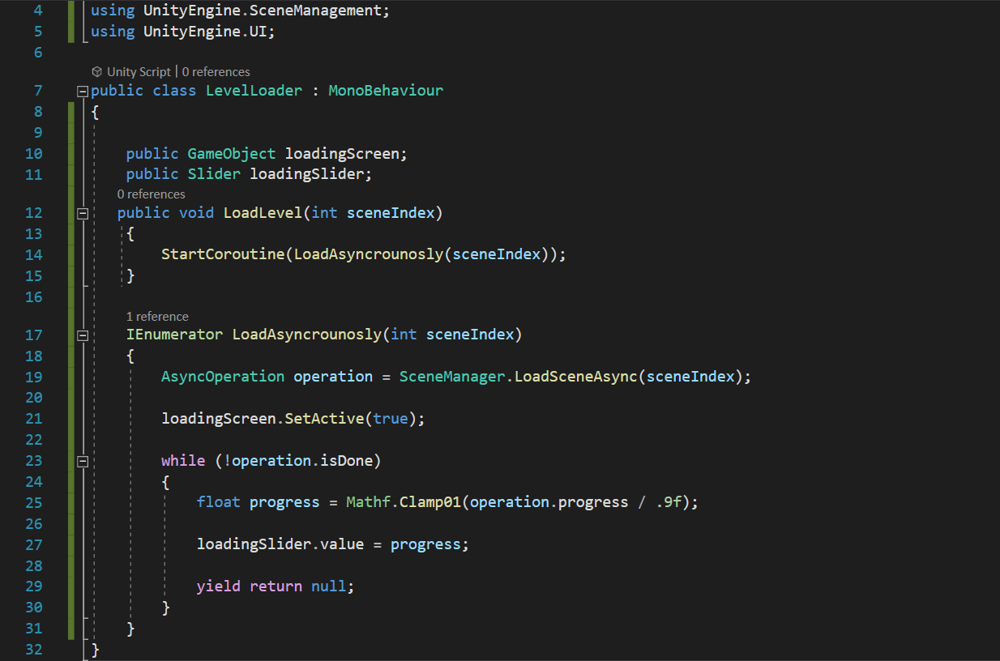 4 using UnityEngine.SceneManagement;
5 using UnityEngine.UI;
6
Unity Script | 0 references
7 public class LevelLoader : MonoBehaviour
8 {
9
10 public GameObject loadingScreen;
11 public Slider loadingSlider;
0 references
12 public void LoadLevel(int sceneIndex)
13 {
14 StartCoroutine(LoadAsyncrounosly(sceneIndex));
15 }
16
1 reference
17 IEnumerator LoadAsyncrounosly(int sceneIndex)
18 {
19 AsyncOperation operation = SceneManager.LoadSceneAsync(sceneIndex);
20
21 loadingScreen.SetActive(true);
22
23 while (!operation.isDone)
24 {
25 float progress = Mathf.Clamp01(operation.progress / .9f);
26
27 loadingSlider.value = progress;
28
29 yield return null;
30 }
31 }
32 }